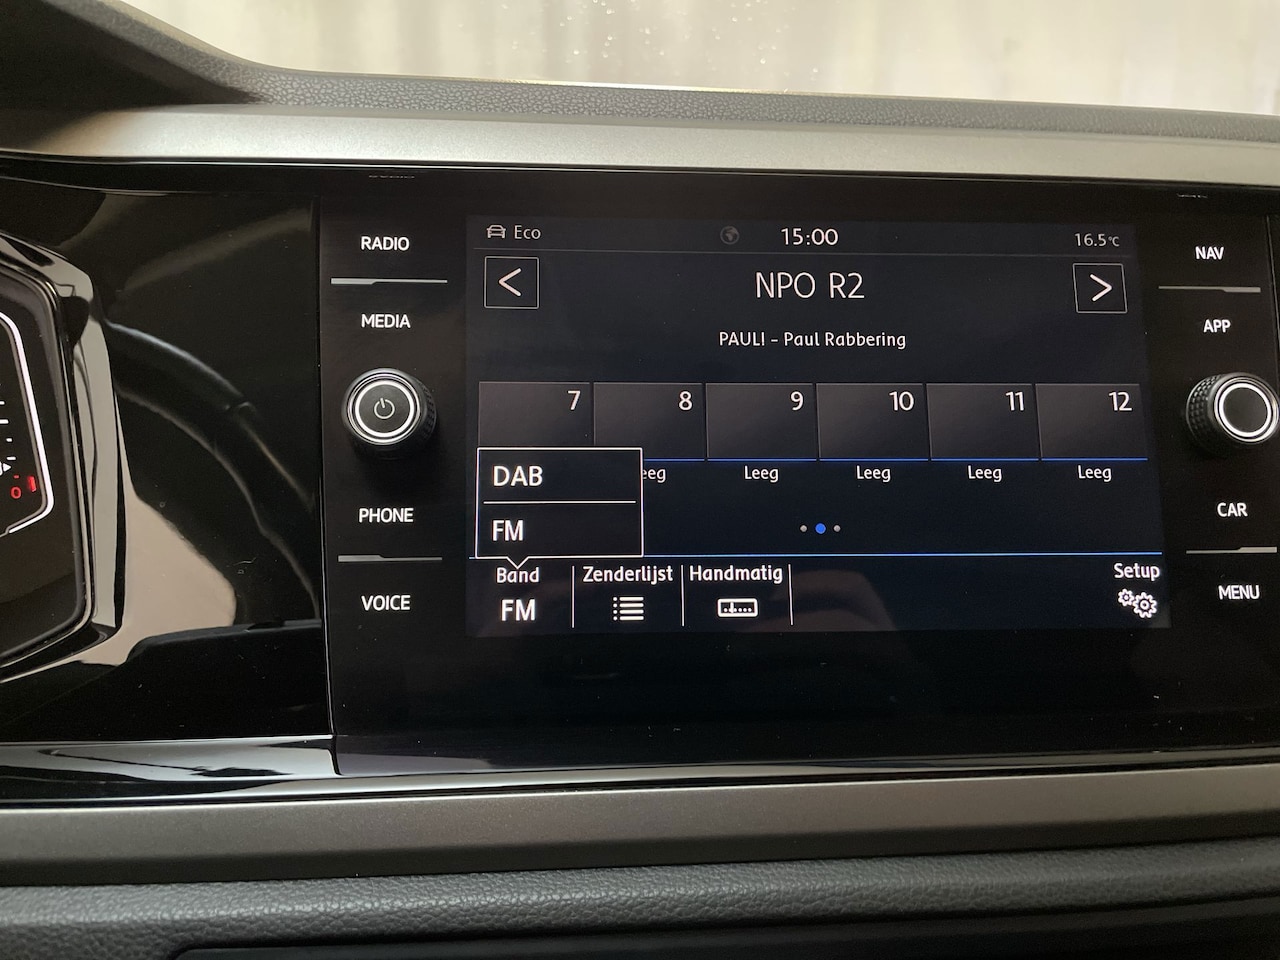 RADIO
MEDIA
PHONE
VOICE
Eco
15:00
16.5°C
<
NPO R2
>
PAUL! - Paul Rabbering
7 8 9 10 11 12
eeg Leeg Leeg Leeg Leeg
DAB
FM
Band Zenderlijst Handmatig Setup
FM
NAV
APP
CAR
MENU
0